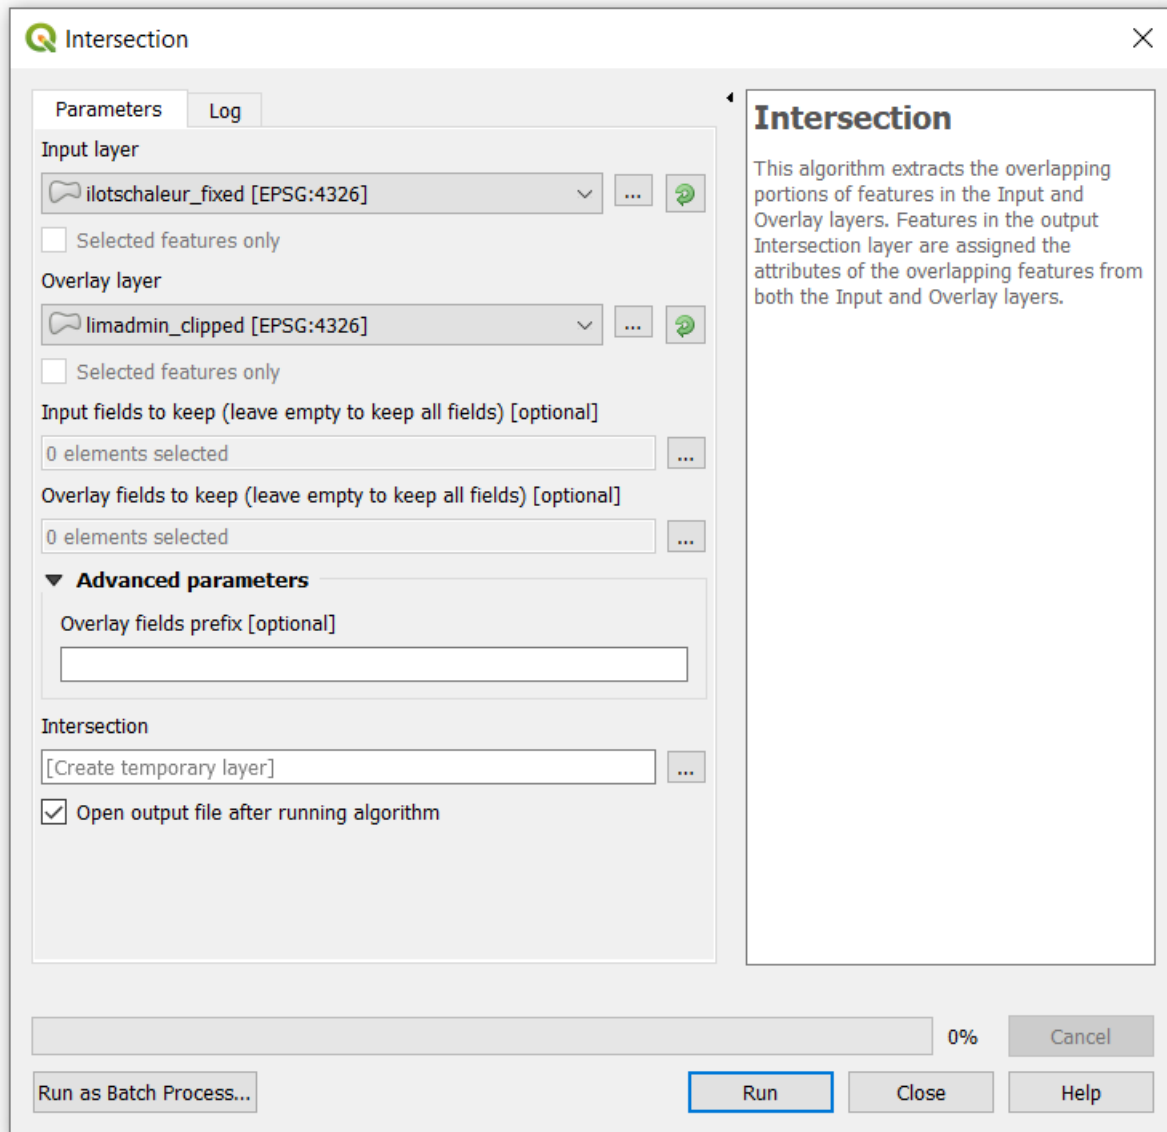 Intersection
Parameters
Log
Input layer
ilotschaleur_fixed [EPSG:4326]
...
Selected features only
Overlay layer
limadmin_clipped [EPSG:4326]
...
Selected features only
Input fields to keep (leave empty to keep all fields) [optional]
0 elements selected
...
Overlay fields to keep (leave empty to keep all fields) [optional]
0 elements selected
...
Advanced parameters
Overlay fields prefix [optional]
Intersection
[Create temporary layer]
...
Open output file after running algorithm
Intersection
This algorithm extracts the overlapping
portions of features in the Input and
Overlay layers. Features in the output
Intersection layer are assigned the
attributes of the overlapping features from
both the Input and Overlay layers.
0%
Cancel
Run as Batch Process...
Run
Close
Help